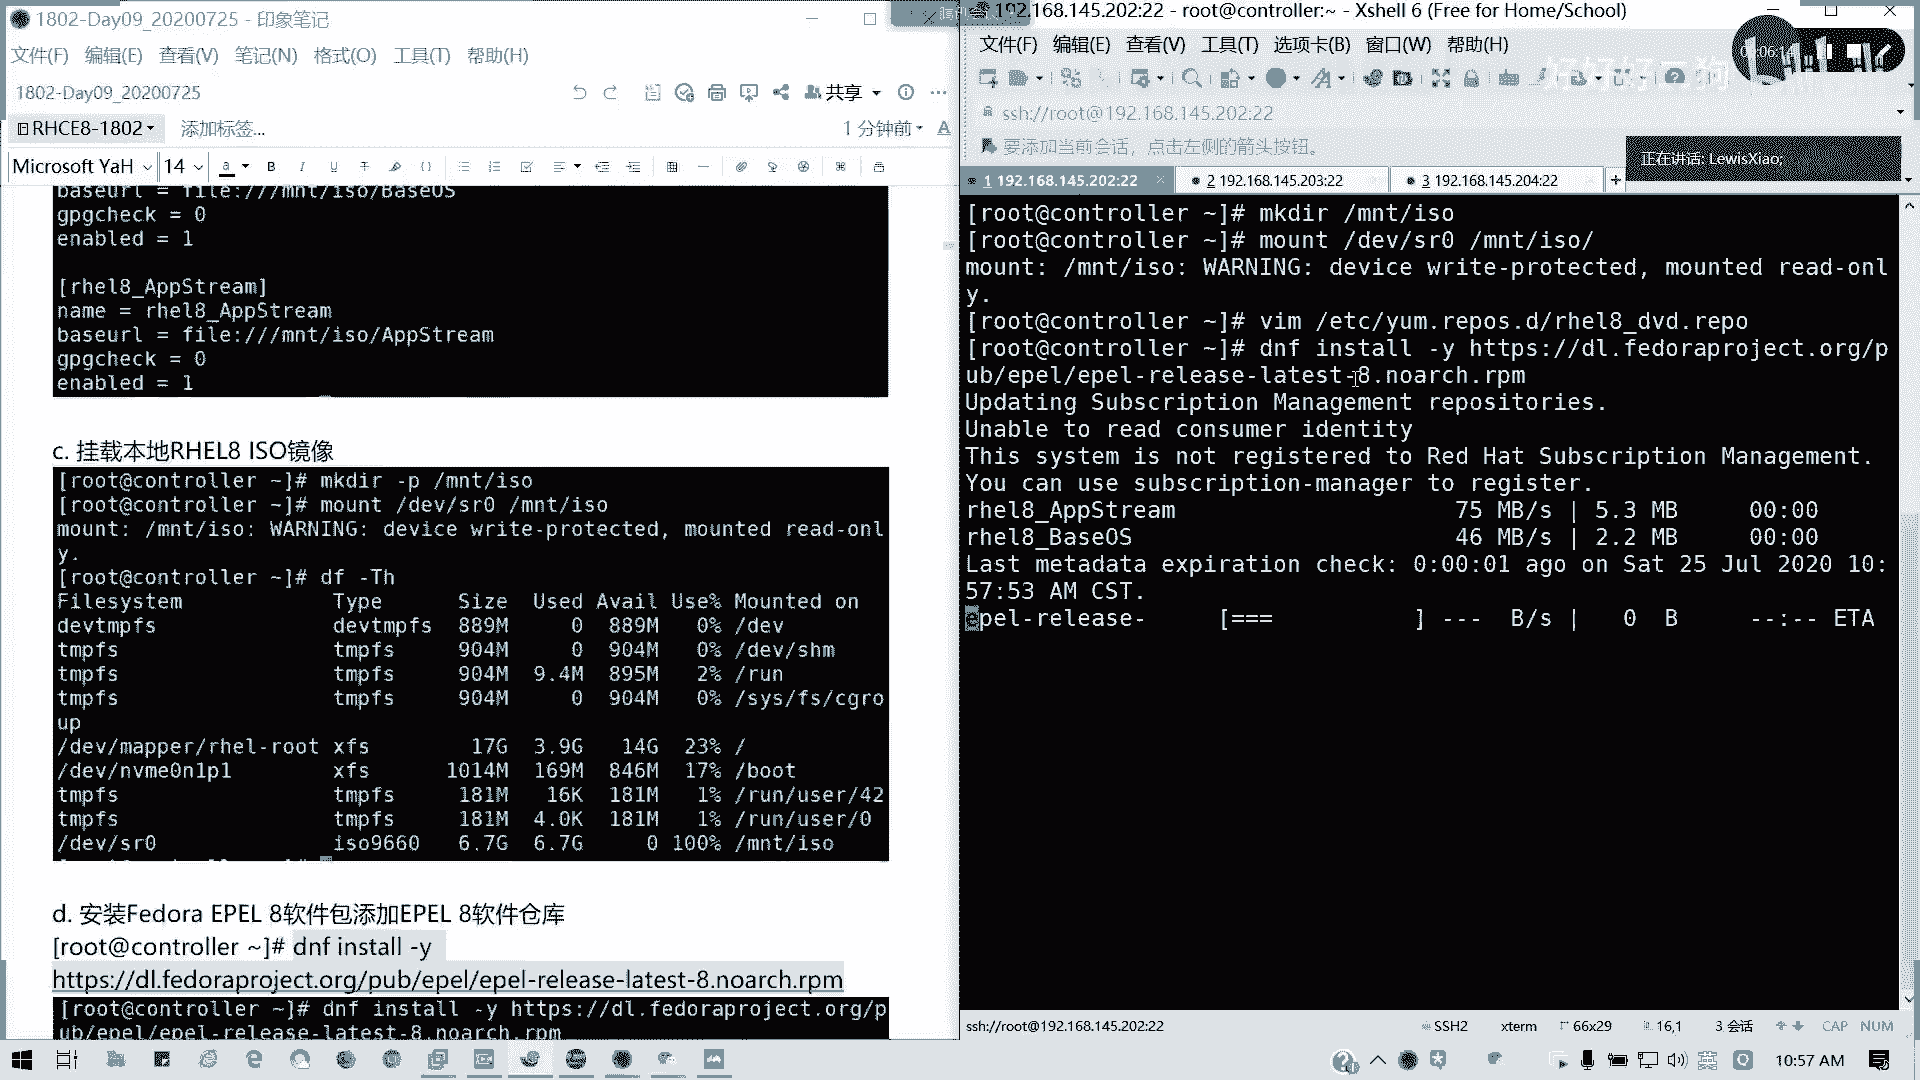 1802-Day09_20200725 - 印象笔记
文件(F) 编辑(E) 查看(V) 笔记(N) 格式(O) 工具(T) 帮助(H)
1802-Day09_20200725
共享
RHCE8-1802
添加标签...
1 分钟前
Microsoft YaH 14
baseurl = file:///mnt/iso/BaseOS
gpgcheck = 0
enabled = 1
[rhel8_AppStream]
name = rhel8_AppStream
baseurl = file:///mnt/iso/AppStream
gpgcheck = 0
enabled = 1
c. 挂载本地RHEL8 ISO镜像
[root@controller ~]# mkdir -p /mnt/iso
[root@controller ~]# mount /dev/sr0 /mnt/iso
mount: /mnt/iso: WARNING: device write-protected, mounted read-onl
y.
[root@controller ~]# df -Th
Filesystem Type Size Used Avail Use% Mounted on
devtmpfs devtmpfs 889M 0 889M 0% /dev
tmpfs tmpfs 904M 0 904M 0% /dev/shm
tmpfs tmpfs 904M 9.4M 895M 2% /run
tmpfs tmpfs 904M 0 904M 0% /sys/fs/cgro
up
/dev/mapper/rhel-root xfs 17G 3.9G 14G 23% /
/dev/nvme0n1p1 xfs 1014M 169M 846M 17% /boot
tmpfs tmpfs 181M 16K 181M 1% /run/user/42
tmpfs tmpfs 181M 4.0K 181M 1% /run/user/0
/dev/sr0 iso9660 6.7G 6.7G 0 100% /mnt/iso
d. 安装Fedora EPEL 8软件包添加EPEL 8软件仓库
[root@controller ~]# dnf install -y
https://dl.fedoraproject.org/pub/epel/epel-release-latest-8.noarch.rpm
[root@controller ~]# dnf install -y https://dl.fedoraproject.org/p
ub/epel/epel-release-latest-8.noarch.rpm
192.168.145.202:22 - root@controller:~ - Xshell 6 (Free for Home/School)
文件(F) 编辑(E) 查看(V) 工具(T) 选项卡(B) 窗口(W) 帮助(H)
ssh://root@192.168.145.202:22
要添加当前会话，点击左侧的箭头按钮。
正在讲话: LewisXiao;
1 192.168.145.202:22
2 192.168.145.203:22
3 192.168.145.204:22
[root@controller ~]# mkdir /mnt/iso
[root@controller ~]# mount /dev/sr0 /mnt/iso/
mount: /mnt/iso: WARNING: device write-protected, mounted read-onl
y.
[root@controller ~]# vim /etc/yum.repos.d/rhel8_dvd.repo
[root@controller ~]# dnf install -y https://dl.fedoraproject.org/p
ub/epel/epel-release-latest-8.noarch.rpm
Updating Subscription Management repositories.
Unable to read consumer identity
This system is not registered to Red Hat Subscription Management.
You can use subscription-manager to register.
rhel8_AppStream 75 MB/s | 5.3 MB 00:00
rhel8_BaseOS 46 MB/s | 2.2 MB 00:00
Last metadata expiration check: 0:00:01 ago on Sat 25 Jul 2020 10:
57:53 AM CST.
epel-release- [=== ] --- B/s | 0 B --:-- ETA
ssh://root@192.168.145.202:22 SSH2 xterm 66x29 16,1 3 会话 CAP NUM
英
10:57 AM